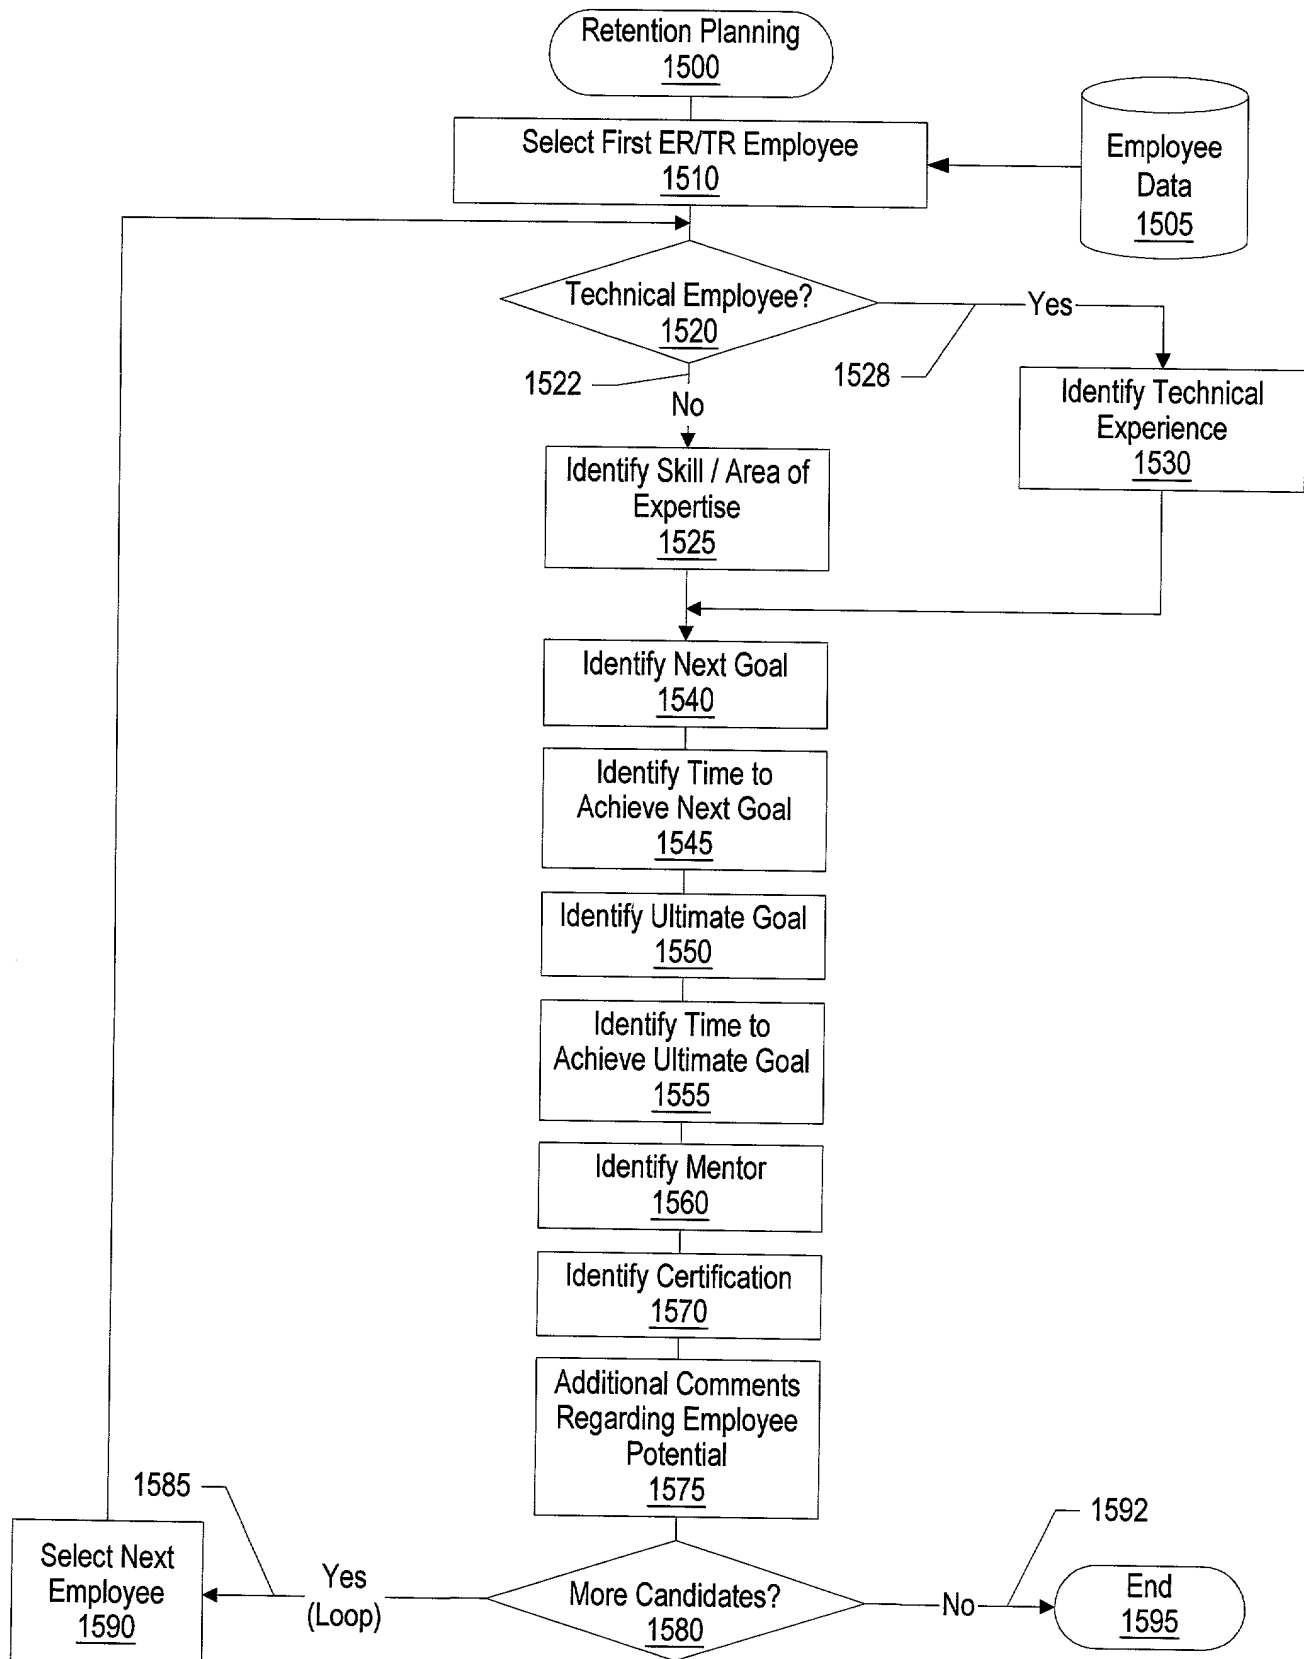 Retention Planning
1500
Select First ER/TR Employee
1510
Employee
Data
1505
Technical Employee?
1520
Yes
1528
1522
No
Identify Technical
Experience
1530
Identify Skill / Area of
Expertise
1525
Identify Next Goal
1540
Identify Time to
Achieve Next Goal
1545
Identify Ultimate Goal
1550
Identify Time to
Achieve Ultimate Goal
1555
Identify Mentor
1560
Identify Certification
1570
Additional Comments
Regarding Employee
Potential
1575
1585
1592
Select Next
Employee
1590
Yes
(Loop)
More Candidates?
1580
No
End
1595